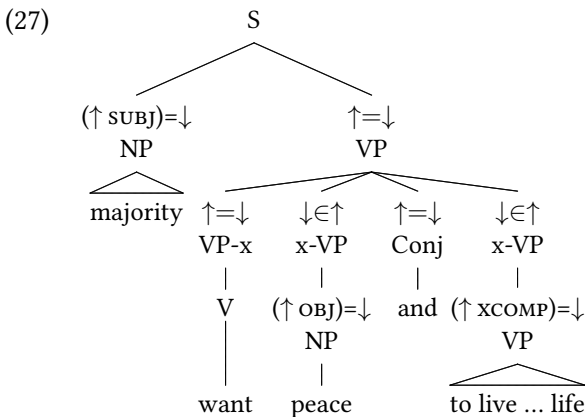 (27) S
(↑ SUBJ)=↓ ↑=↓
NP VP
majority ↑=↓ ↓∈↑ ↑=↓ ↓∈↑
VP-x x-VP Conj x-VP
V (↑ OBJ)=↓ and (↑ XCOMP)=↓
NP VP
want peace to live ... life